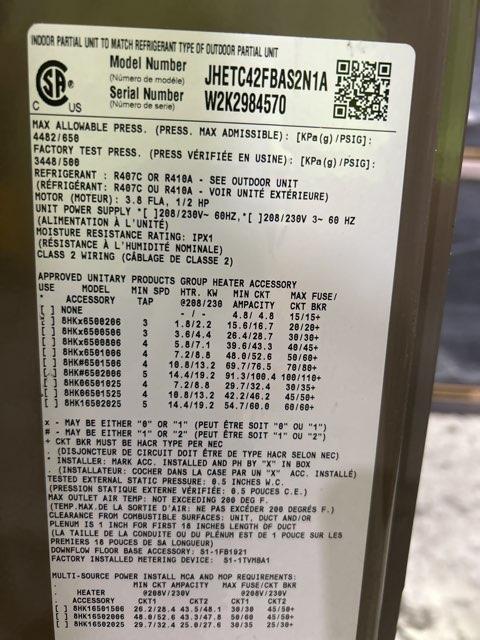 INDOOR PARTIAL UNIT TO MATCH REFRIGERANT TYPE OF OUTDOOR PARTIAL UNIT
Model Number JHETC42FBAS2N1A
(Número de modèle)
Serial Number W2K2984570
(Número de série)
C US
MAX ALLOWABLE PRESS. (PRESS. MAX ADMISSIBLE): [KPa(g)/PSIG]:
4482/650
FACTORY TEST PRESS. (PRESS VÉRIFIÉE EN USINE): [KPa(g)/PSIG]:
3448/500
REFRIGERANT : R407C OR R410A - SEE OUTDOOR UNIT
(RÉFRIGÉRANT: R407C OU R410A - VOIR UNITÉ EXTÉRIEURE)
MOTOR (MOTEUR): 3.8 FLA, 1/2 HP
UNIT POWER SUPPLY *[ ]208/230V~ 60HZ,*[ ]208/230V 3~ 60 HZ
(ALIMENTATION À L'UNITÉ)
MOISTURE RESISTANCE RATING: IPX1
(RÉSISTANCE À L'HUMIDITÉ NOMINALE)
CLASS 2 WIRING (CÂBLAGE DE CLASSE 2)
APPROVED UNITARY PRODUCTS GROUP HEATER ACCESSORY
USE MIN SPD HTR. KW MIN CKT MAX FUSE/
* ACCESSORY TAP @208/230 AMPACITY CKT BKR
[ ] NONE - / - 4.8/ 4.8 15/15+
[ ] 8HKx6500206 3 1.8/2.2 15.6/16.7 20/20+
[ ] 8HKx6500506 3 3.6/4.4 26.4/28.7 30/30+
[ ] 8HKx6500806 4 5.8/7.1 39.6/43.3 40/45+
[ ] 8HKx6501006 4 7.2/8.8 48.0/52.6 50/60+
[ ] 8HK#6501506 4 10.8/13.2 69.7/76.5 70/80+
[ ] 8HK#6502006 5 14.4/19.2 91.3/100.4 100/110+
[ ] 8HK06501025 4 7.2/8.8 29.7/32.4 30/35+
[ ] 8HK06501525 4 10.8/13.2 42.2/46.2 45/50+
[ ] 8HK16502025 5 14.4/19.2 54.7/60.0 60/60+
x - MAY BE EITHER "0" OR "1" (PEUT ÊTRE SOIT "0" OU "1")
# - MAY BE EITHER "1" OR "2" (PEUT ÊTRE SOIT "1" OU "2")
+ CKT BKR MUST BE HACR TYPE PER NEC
(DISJONCTEUR DE CIRCUIT DOIT ÊTRE DE TYPE HACR SELON NEC)
* INSTALLER: MARK ACC. INSTALLED AND PH BY "X" IN BOX
(INSTALLATEUR: COCHER DANS LA CASE PAR UN "X" ACC. INSTALLÉ)
TESTED EXTERNAL STATIC PRESSURE: 0.5 INCHES W.C.
(PRESSION STATIQUE EXTERNE VÉRIFIÉE: 0.5 POUCES C.E.)
MAX OUTLET AIR TEMP: NOT EXCEEDING 200 DEG F.
(TEMP.MAX.DE LA SORTIE D'AIR: NE PAS EXCÉDER 200 DEGRÉS F.)
CLEARANCE FROM COMBUSTIBLE SURFACES: UNIT, DUCT AND/OR
PLENUM IS 1 INCH FOR FIRST 18 INCHES LENGTH OF DUCT
(LA TAILLE DE LA CONDUITE OU DU PLÉNUM EST DE 1 POUCE SUR LES
PREMIERS 18 POUCES DE SA LONGUEUR)
DOWNFLOW FLOOR BASE ACCESSORY: S1-1FB1921
FACTORY INSTALLED METERING DEVICE: S1-1TVMBA1
MULTI-SOURCE POWER INSTALL MCA AND MOP REQUIREMENTS:
MIN CKT AMPACITY MAX FUSE/CKT BKR
* HEATER @208V/230V @208V/230V
ACCESSORY CKT1 CKT2 CKT1 CKT2
[ ] 8HK16501506 26.2/28.4 43.5/48.1 30/30 45/50+
[ ] 8HK16502006 48.0/52.6 43.3/47.8 50/60 45/50+
[ ] 8HK16502025 29.7/32.4 25.0/27.6 30/35 25/30+